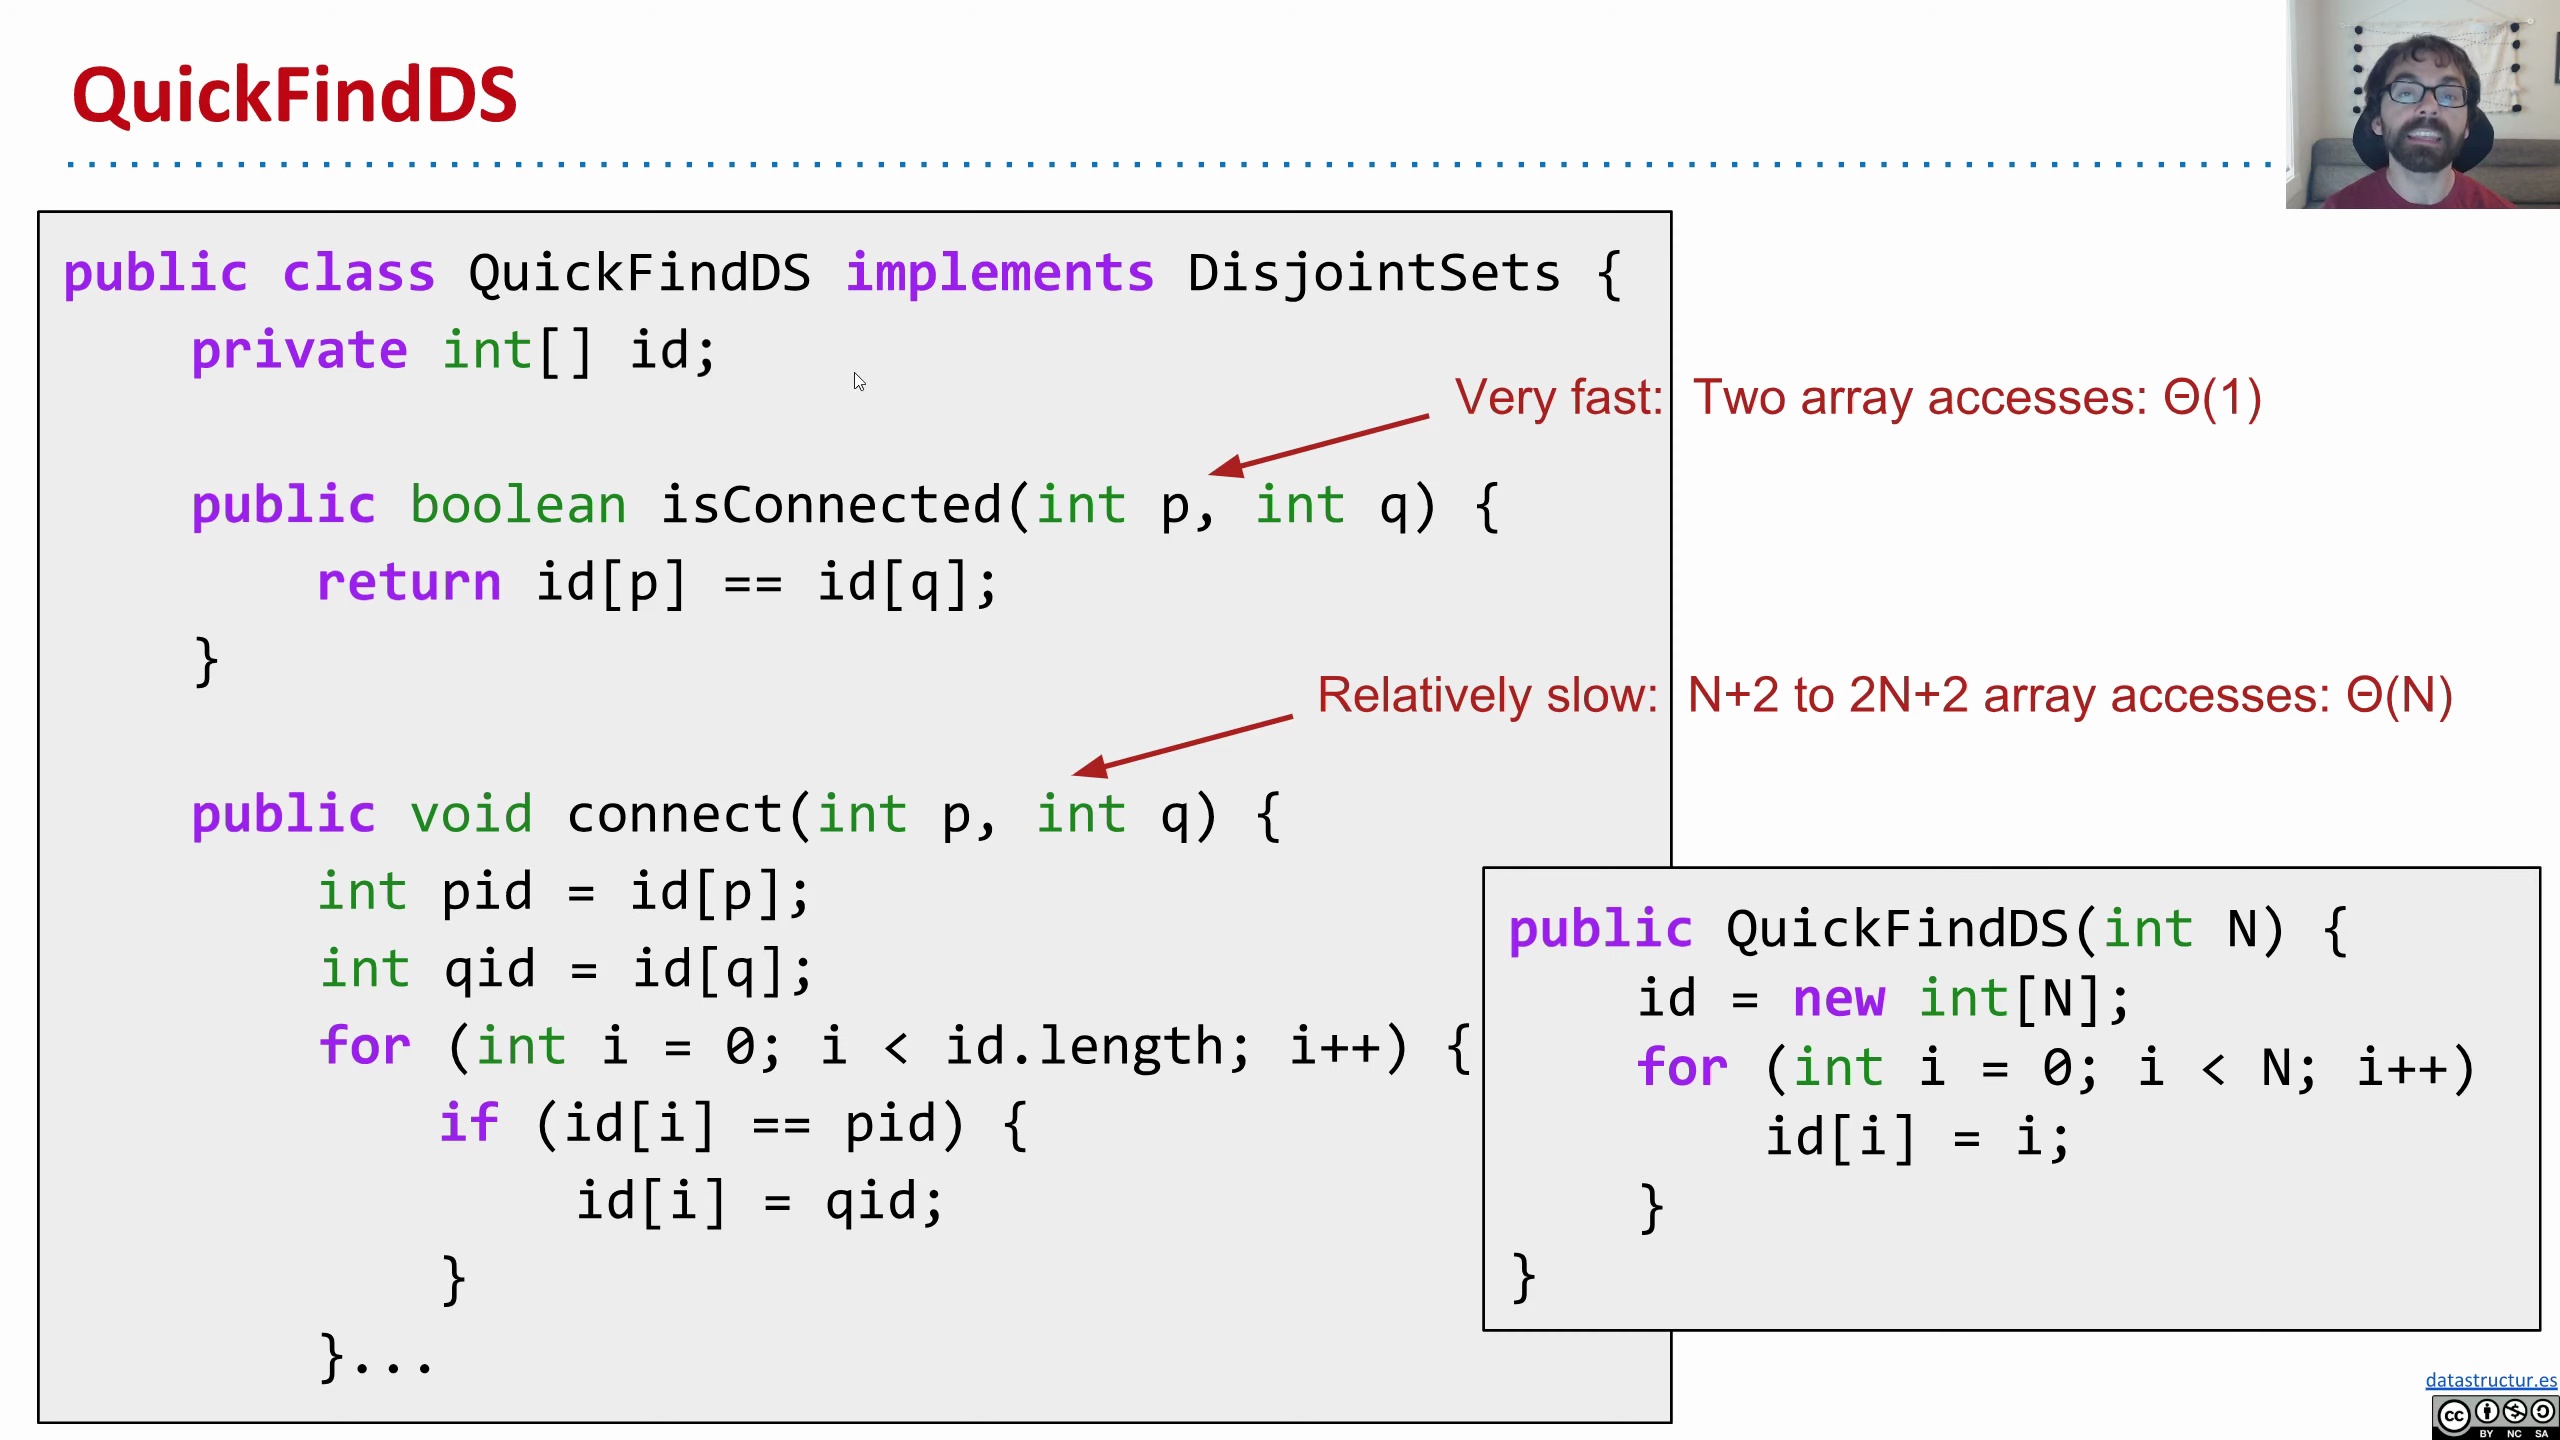 QuickFindDS
public class QuickFindDS implements DisjointSets {
private int[] id;
Very fast: Two array accesses: Θ(1)
public boolean isConnected(int p, int q) {
return id[p] == id[q];
}
Relatively slow: N+2 to 2N+2 array accesses: Θ(N)
public void connect(int p, int q) {
int pid = id[p];
int qid = id[q];
for (int i = 0; i < id.length; i++) {
if (id[i] == pid) {
id[i] = qid;
}
}...
public QuickFindDS(int N) {
id = new int[N];
for (int i = 0; i < N; i++)
id[i] = i;
}
}
datastructur.es
cc
BY NC SA